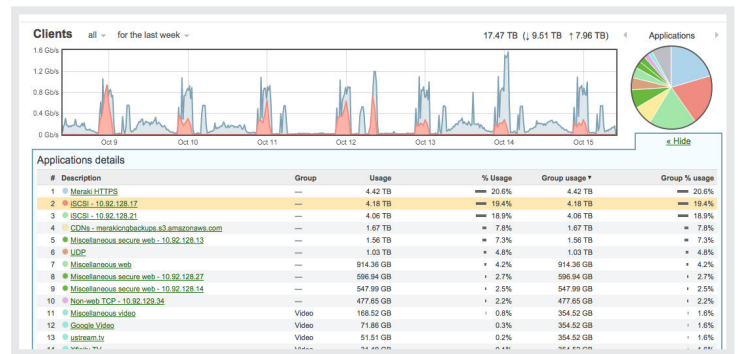 Clients all for the last week 17.47 TB (↓ 9.51 TB ↑ 7.96 TB) Applications
1.6 Gb/s
1.2 Gb/s
0.8 Gb/s
0.4 Gb/s
0 Gb/s
Oct 9 Oct 10 Oct 11 Oct 12 Oct 13 Oct 14 Oct 15
« Hide
Applications details
# Description Group Usage % Usage Group usage ▼ Group % usage
1 Meraki HTTPS — 4.42 TB 20.6% 4.42 TB 20.6%
2 iSCSI - 10.92.128.17 — 4.18 TB 19.4% 4.18 TB 19.4%
3 iSCSI - 10.92.128.21 — 4.06 TB 18.9% 4.06 TB 18.9%
4 CDNs - merakicngbackups.s3.amazonaws.com — 1.67 TB 7.8% 1.67 TB 7.8%
5 Miscellaneous secure web - 10.92.128.13 — 1.56 TB 7.3% 1.56 TB 7.3%
6 UDP — 1.03 TB 4.8% 1.03 TB 4.8%
7 Miscellaneous web — 914.36 GB 4.2% 914.36 GB 4.2%
8 Miscellaneous secure web - 10.92.128.27 — 596.94 GB 2.7% 596.94 GB 2.7%
9 Miscellaneous secure web - 10.92.128.14 — 547.99 GB 2.5% 547.99 GB 2.5%
10 Non-web TCP - 10.92.129.34 — 477.65 GB 2.2% 477.65 GB 2.2%
11 Miscellaneous video Video 168.52 GB 0.8% 354.52 GB 1.6%
12 Google Video Video 71.86 GB 0.3% 354.52 GB 1.6%
13 ustream.tv Video 51.51 GB 0.2% 354.52 GB 1.6%